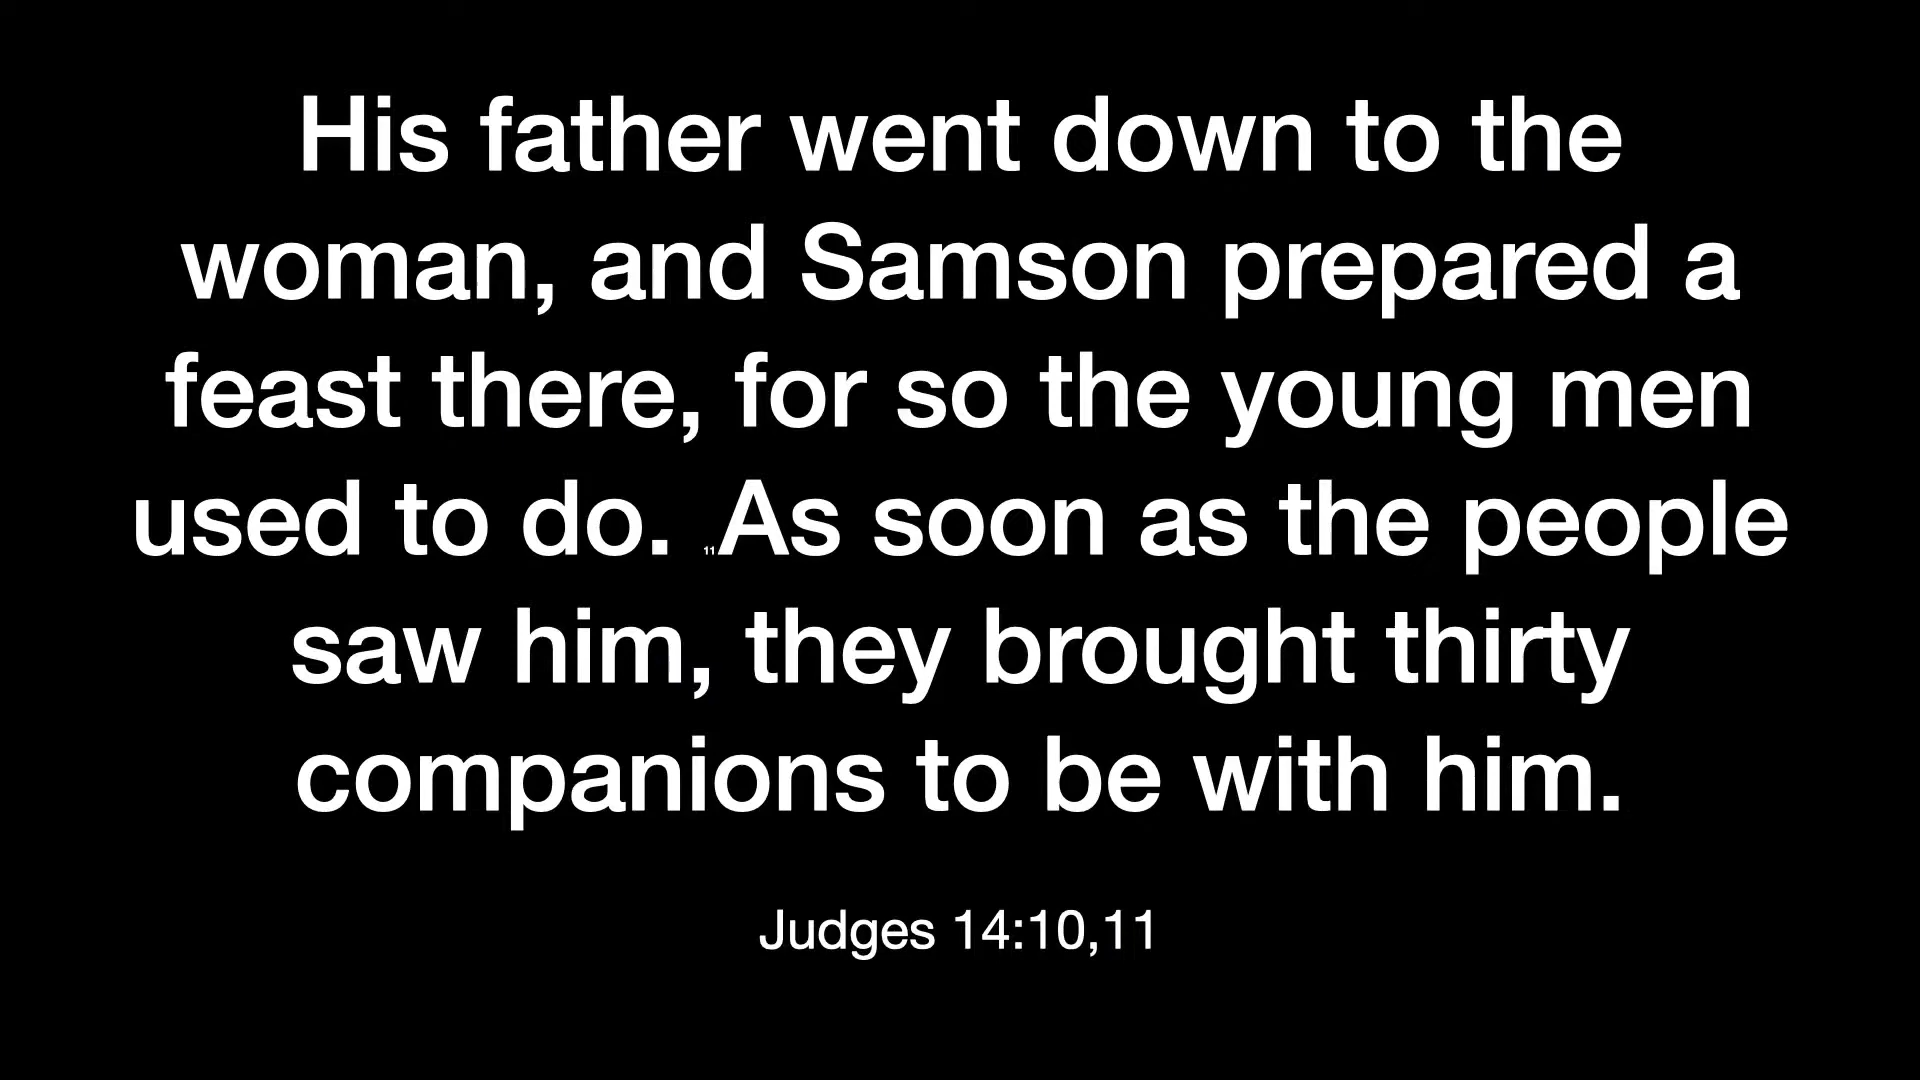 His father went down to the
woman, and Samson prepared a
feast there, for so the young men
used to do. 11As soon as the people
saw him, they brought thirty
companions to be with him.
Judges 14:10,11